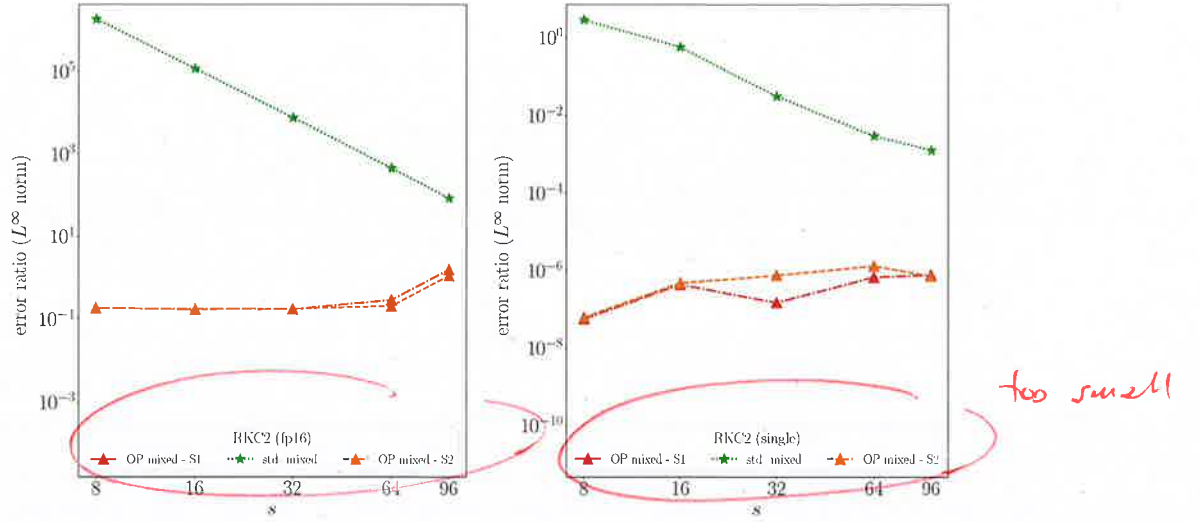 error ratio (L^∞ norm)
10^5
10^3
10^1
10^-1
10^-3
RKC2 (fp16)
OP mixed - S1 std mixed OP mixed - S2
8 16 32 64 96
s
error ratio (L^∞ norm)
10^0
10^-2
10^-4
10^-6
10^-8
10^-10
RKC2 (single)
OP mixed - S1 std mixed OP mixed - S2
8 16 32 64 96
s
too small